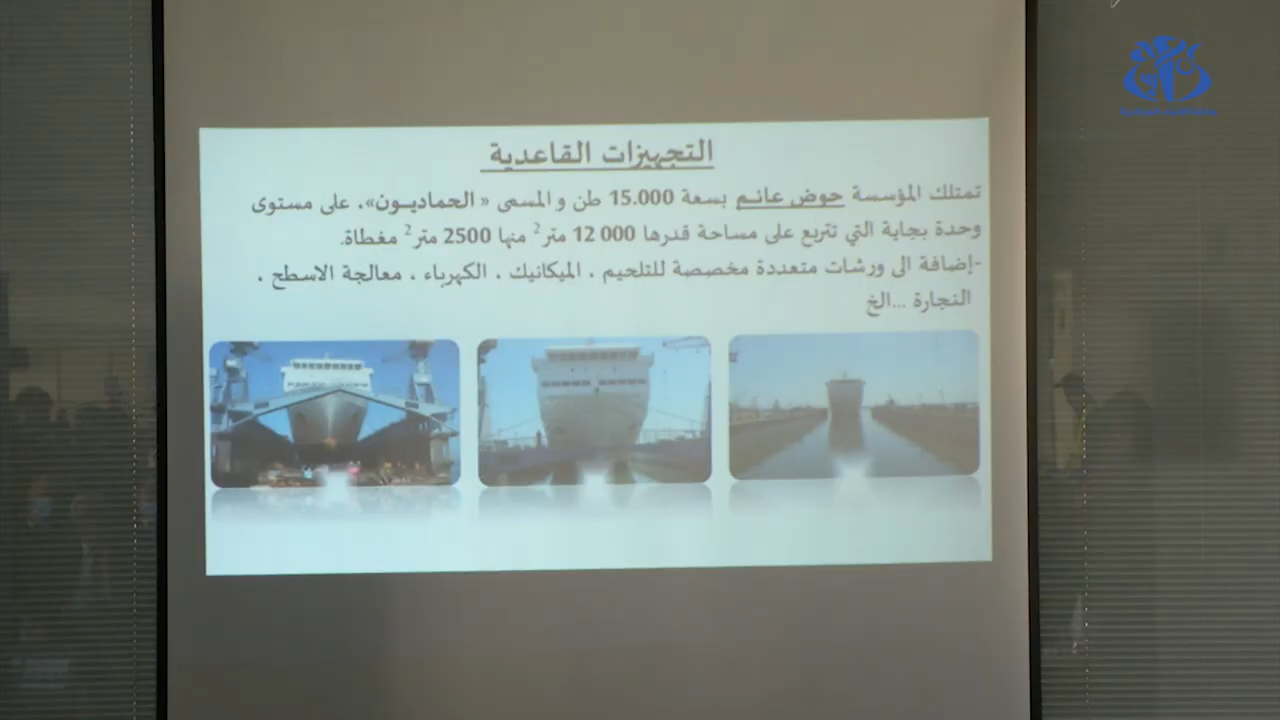 التجهيزات القاعدية
تمتلك المؤسسة حوض عائم بسعة 15.000 طن و المسمى « الحماديون»، على مستوى
وحدة بجاية التي تتربع على مساحة قدرها 12 000 متر2 منها 2500 متر2 مغطاة.
-إضافة الى ورشات متعددة مخصصة للتلحيم ، الميكانيك ، الكهرباء ، معالجة الاسطح ،
النجارة ...الخ